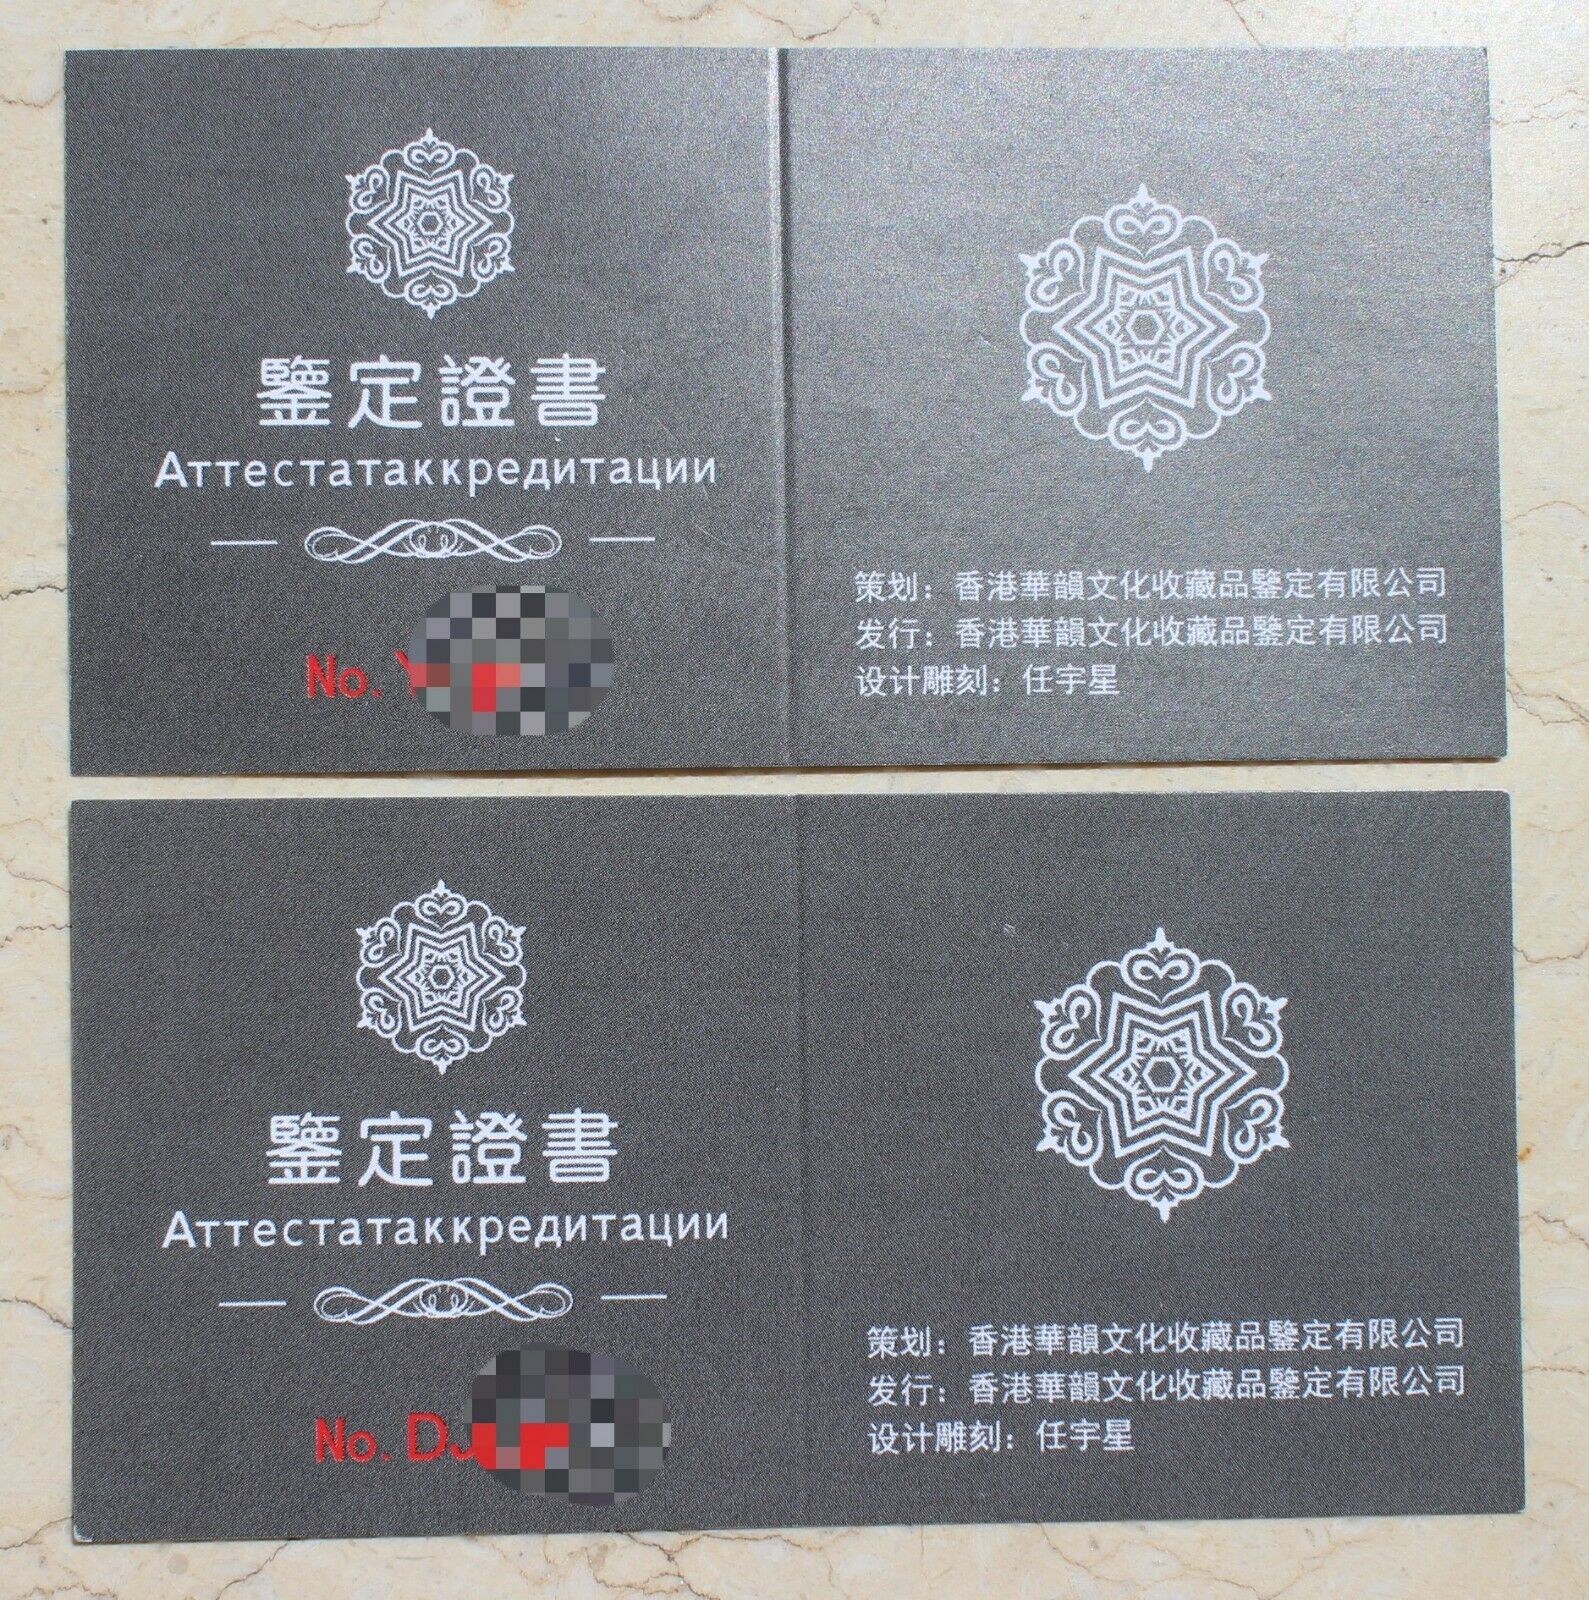 鑒定證書
Аттестатаккредитации
No.
策划：香港華韻文化收藏品鑒定有限公司
发行：香港華韻文化收藏品鑒定有限公司
设计雕刻：任宇星
鑒定證書
Аттестатаккредитации
No. DJ
策划：香港華韻文化收藏品鑒定有限公司
发行：香港華韻文化收藏品鑒定有限公司
设计雕刻：任宇星